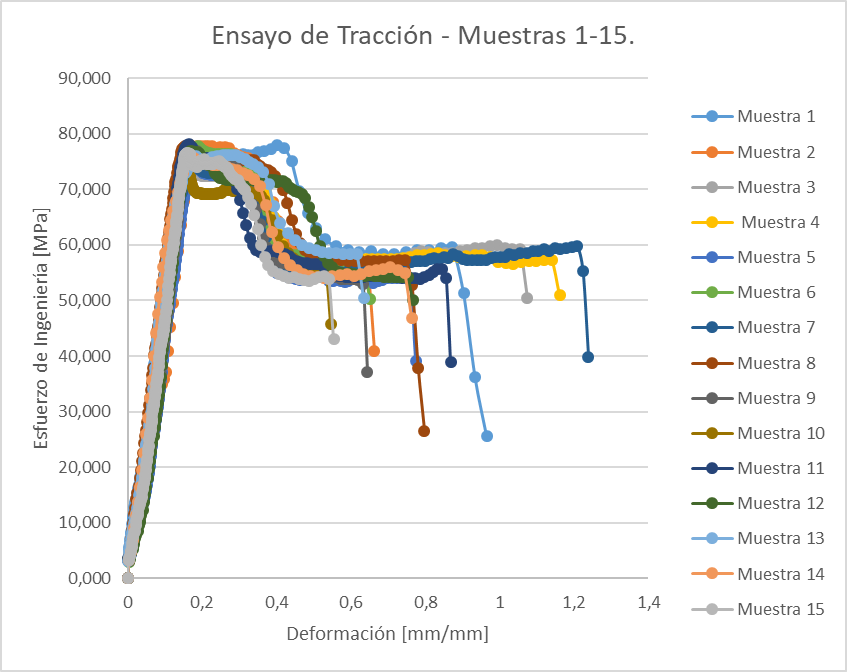 Ensayo de Tracción - Muestras 1-15.
Esfuerzo de Ingeniería [MPa]
90,000
80,000
70,000
60,000
50,000
40,000
30,000
20,000
10,000
0,000
0
0,2
0,4
0,6
0,8
1
1,2
1,4
Deformación [mm/mm]
Muestra 1
Muestra 2
Muestra 3
Muestra 4
Muestra 5
Muestra 6
Muestra 7
Muestra 8
Muestra 9
Muestra 10
Muestra 11
Muestra 12
Muestra 13
Muestra 14
Muestra 15